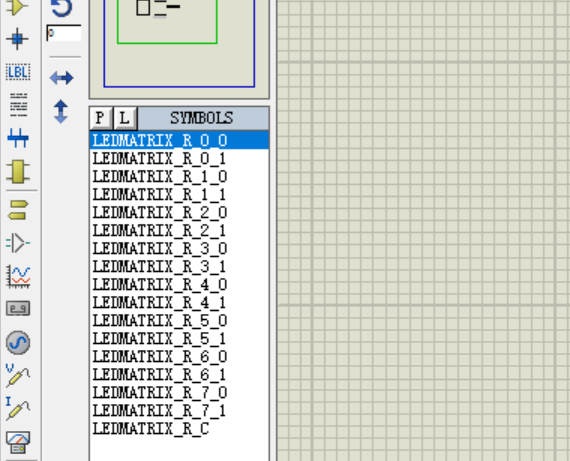 0
LBL
P L SYMBOLS
LEDMATRIX_R_0_0
LEDMATRIX_R_0_1
LEDMATRIX_R_1_0
LEDMATRIX_R_1_1
LEDMATRIX_R_2_0
LEDMATRIX_R_2_1
LEDMATRIX_R_3_0
LEDMATRIX_R_3_1
LEDMATRIX_R_4_0
LEDMATRIX_R_4_1
LEDMATRIX_R_5_0
LEDMATRIX_R_5_1
LEDMATRIX_R_6_0
LEDMATRIX_R_6_1
LEDMATRIX_R_7_0
LEDMATRIX_R_7_1
LEDMATRIX_R_C
V
I